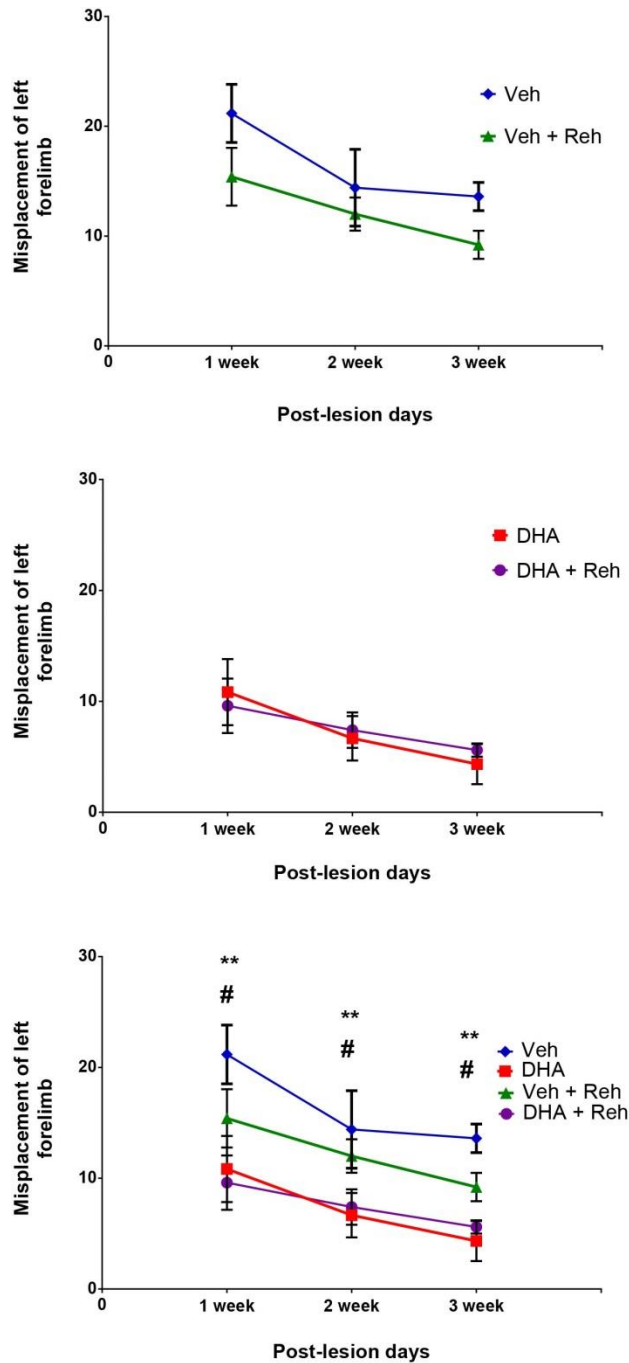 30
Veh
Veh + Reh
20
Misplacement of left
forelimb
10
0
0
1 week
2 week
3 week
Post-lesion days
30
DHA
DHA + Reh
20
Misplacement of left
forelimb
10
0
0
1 week
2 week
3 week
Post-lesion days
30
**
#
**
#
**
#
Veh
DHA
Veh + Reh
DHA + Reh
20
Misplacement of left
forelimb
10
0
0
1 week
2 week
3 week
Post-lesion days